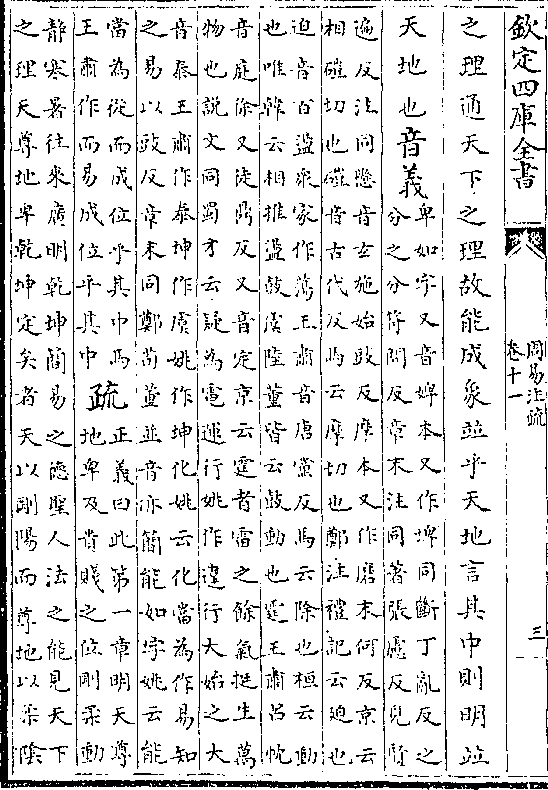 欽定四庫全書
周易注疏
卷十一
三
之理通天下之理故能成象並乎天地言其中則明並
天地也音義
卑如字又音婢本又作埤同斷丁亂反之
分之分符問反章末注同著張慮反見賢
遍反注同懸音玄施始豉反摩本又作磨末何反京云
相磑切也磑音古代反馬云摩切也鄭注禮記云迫也
迫音百盪衆家作蕩王肅音唐黨反馬云除也桓云動
也唯韓云相推盪鼓虞陸董皆云鼓動也霆王肅呂忱
音庭徐又徒鼎反又音定京云霆者雷之餘氣挺生萬
物也説文同蜀才云疑為電運行姚作違行大始之大
音泰王肅作泰坤作虞姚作坤化姚云化當為作易知
之易以豉反章末同鄭荀董並音亦簡能如字姚云能
當為從而成位乎其中馬
王肅作而易成位乎其中
疏
正義曰此第一章明天尊
地卑及貴賤之位剛柔動
靜寒暑往來廣明乾坤簡易之德聖人法之能見天下
之理天尊地卑乾坤定矣者天以剛陽而尊地以柔陰